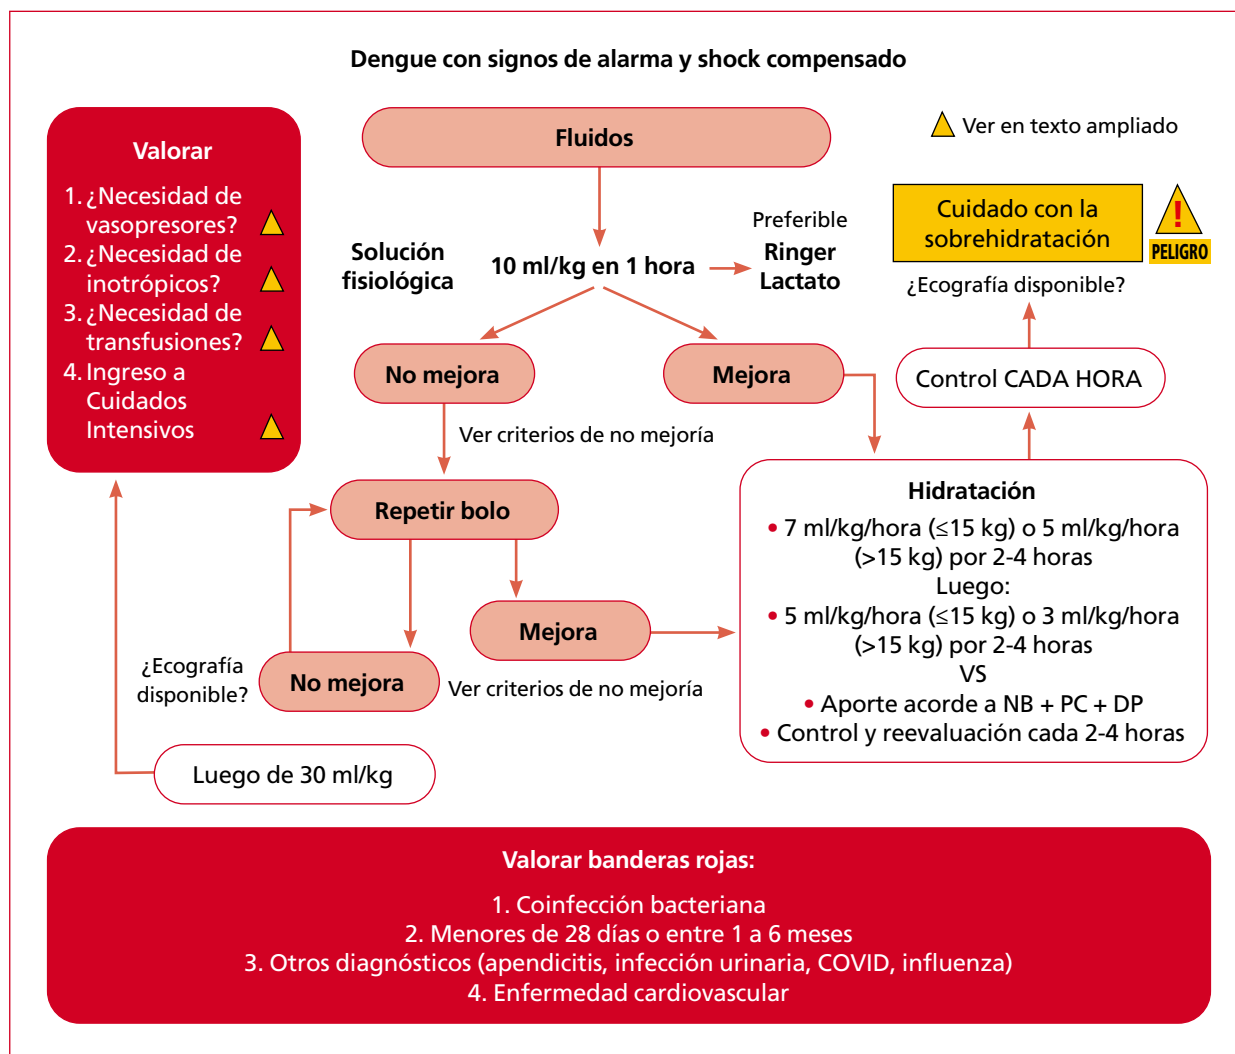 Dengue con signos de alarma y shock compensado
Valorar
1. ¿Necesidad de
vasopresores?
2. ¿Necesidad de
inotrópicos?
3. ¿Necesidad de
transfusiones?
4. Ingreso a
Cuidados
Intensivos
Fluidos
Ver en texto ampliado
Solución
fisiológica
10 ml/kg en 1 hora
Preferible
Ringer
Lactato
Cuidado con la
sobrehidratación
!
PELIGRO
¿Ecografía disponible?
Control CADA HORA
No mejora
Mejora
Ver criterios de no mejoría
Repetir bolo
Mejora
¿Ecografía
disponible?
No mejora
Ver criterios de no mejoría
Luego de 30 ml/kg
Hidratación
• 7 ml/kg/hora (≤15 kg) o 5 ml/kg/hora
(>15 kg) por 2-4 horas
Luego:
• 5 ml/kg/hora (≤15 kg) o 3 ml/kg/hora
(>15 kg) por 2-4 horas
VS
• Aporte acorde a NB + PC + DP
• Control y reevaluación cada 2-4 horas
Valorar banderas rojas:
1. Coinfección bacteriana
2. Menores de 28 días o entre 1 a 6 meses
3. Otros diagnósticos (apendicitis, infección urinaria, COVID, influenza)
4. Enfermedad cardiovascular